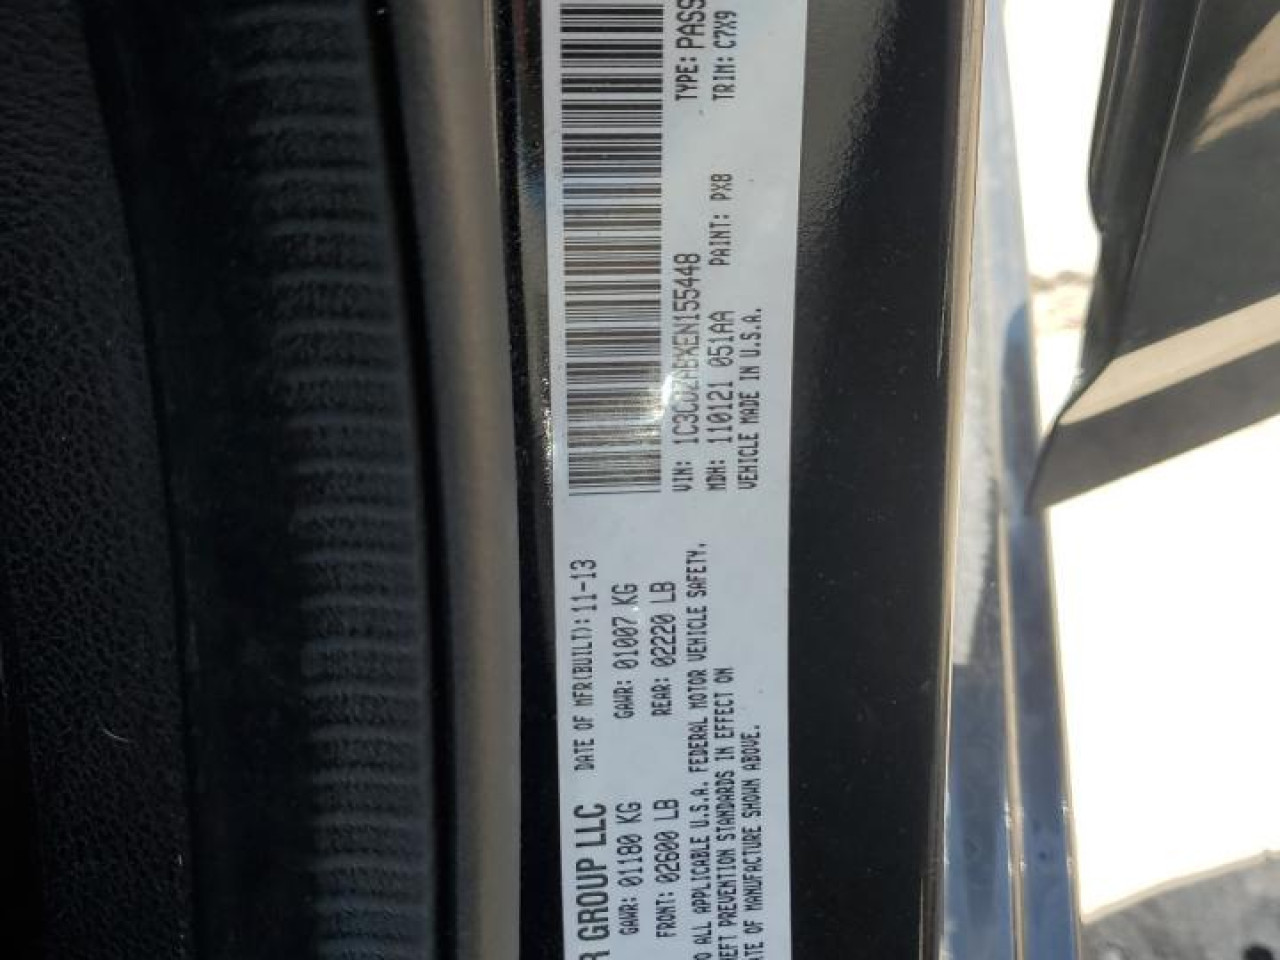 R GROUP LLC DATE OF MFR(BUILT): 11-13
GAWR: 01180 KG GAWR: 01007 KG
FRONT: 02600 LB REAR: 02220 LB
O ALL APPLICABLE U.S.A. FEDERAL MOTOR VEHICLE SAFETY,
EFT PREVENTION STANDARDS IN EFFECT ON
TE OF MANUFACTURE SHOWN ABOVE.
VIN: 1C3CDZABXEN155448 TYPE: PASS
MDH: 110121 051AA PAINT: PX8 TRIM: C7X9
VEHICLE MADE IN U.S.A.